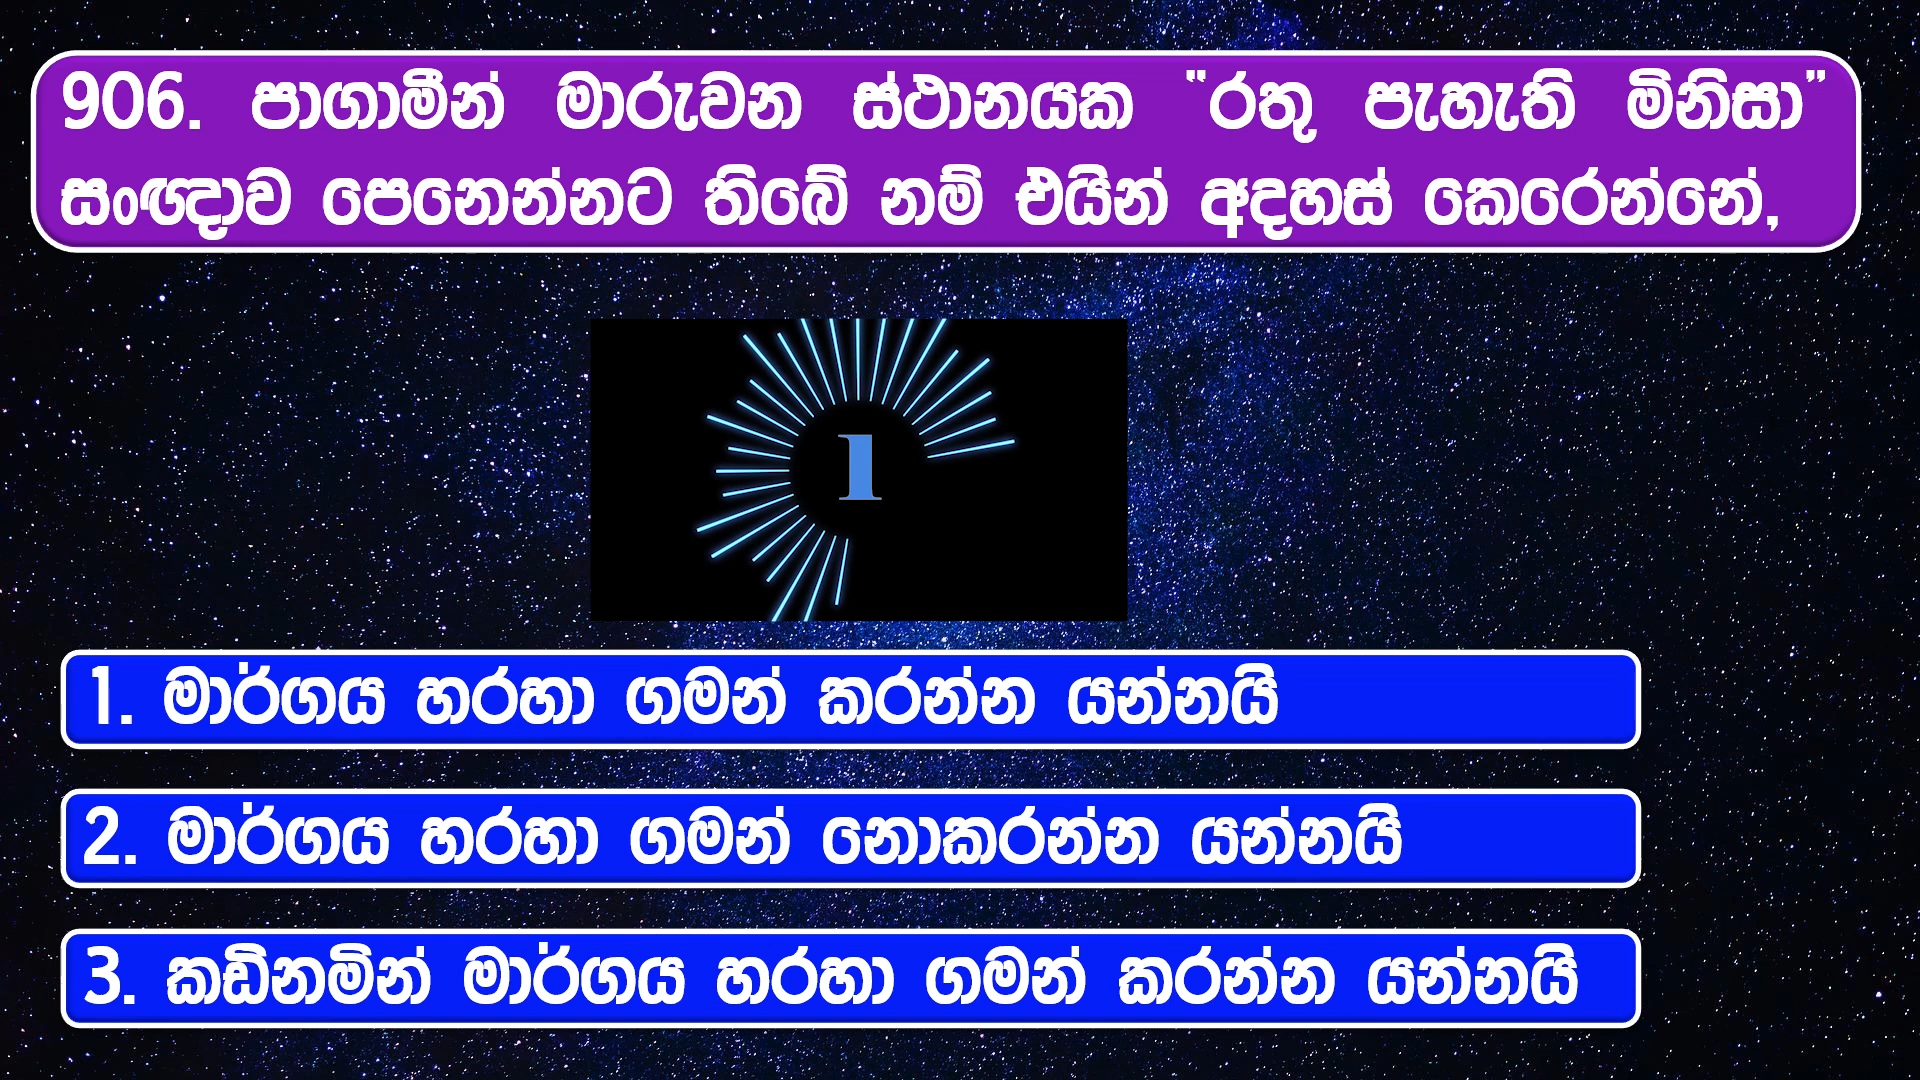 906. පාගාමීන් මාරුවන ස්ථානයක "රතු පැහැති මිනිසා"
සංඥාව පෙනෙන්නට තිබේ නම් එයින් අදහස් කෙරෙන්නේ,
1
1. මාර්ගය හරහා ගමන් කරන්න යන්නයි
2. මාර්ගය හරහා ගමන් නොකරන්න යන්නයි
3. කඩිනමින් මාර්ගය හරහා ගමන් කරන්න යන්නයි